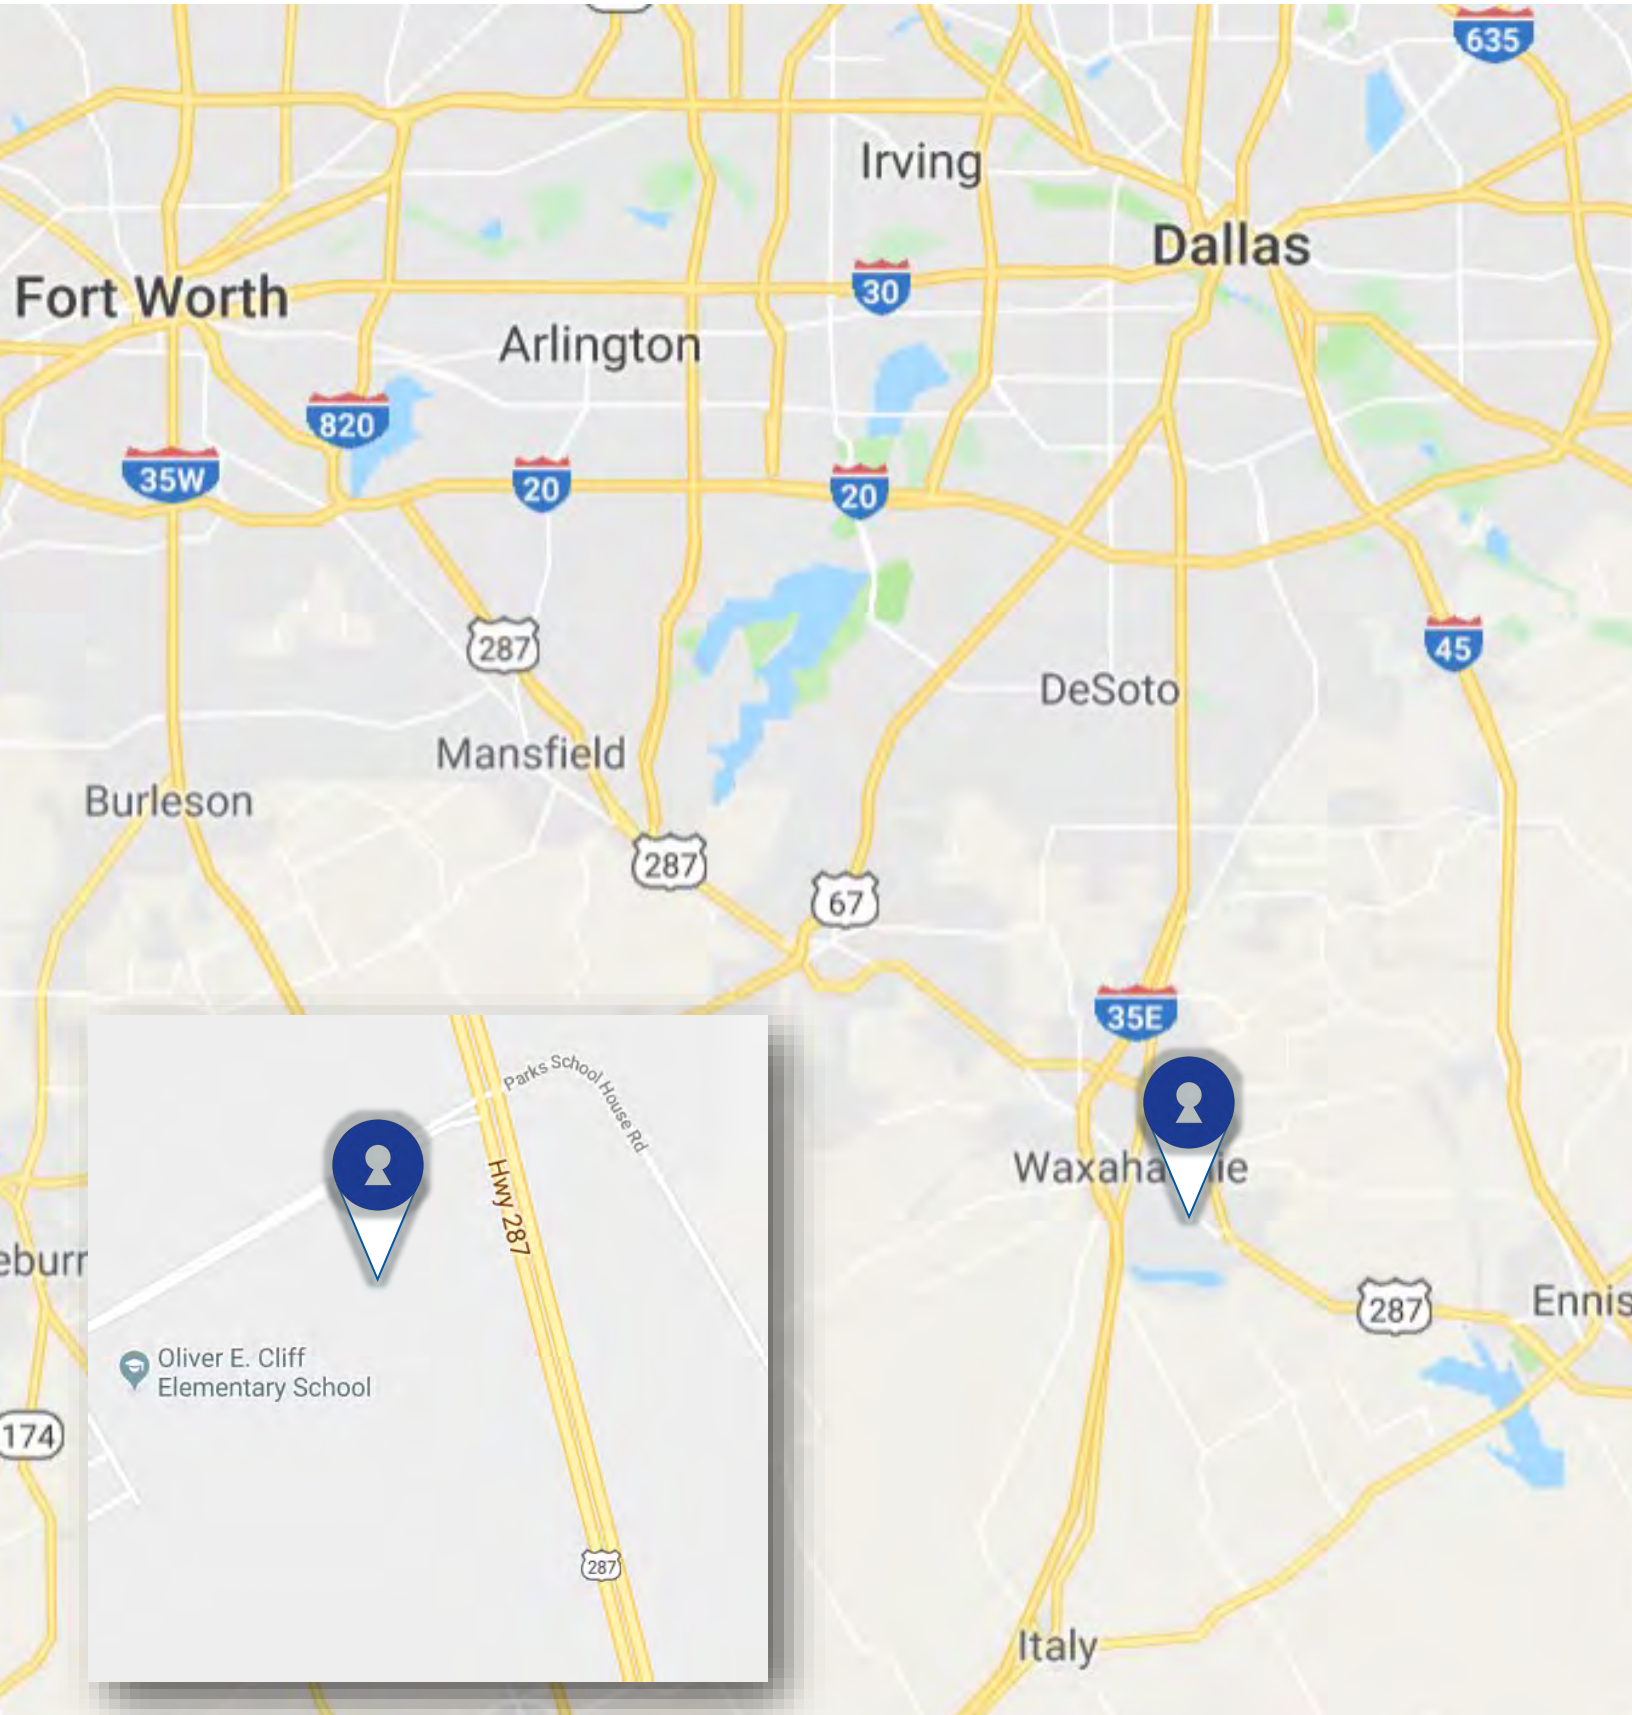 635
Irving
Dallas
Fort Worth
30
Arlington
820
35W
20
20
287
45
DeSoto
Mansfield
Burleson
287
67
35E
Parks School House Rd
Hwy 287
Waxaha
ie
eburr
287
Ennis
Oliver E. Cliff
Elementary School
174
287
Italy